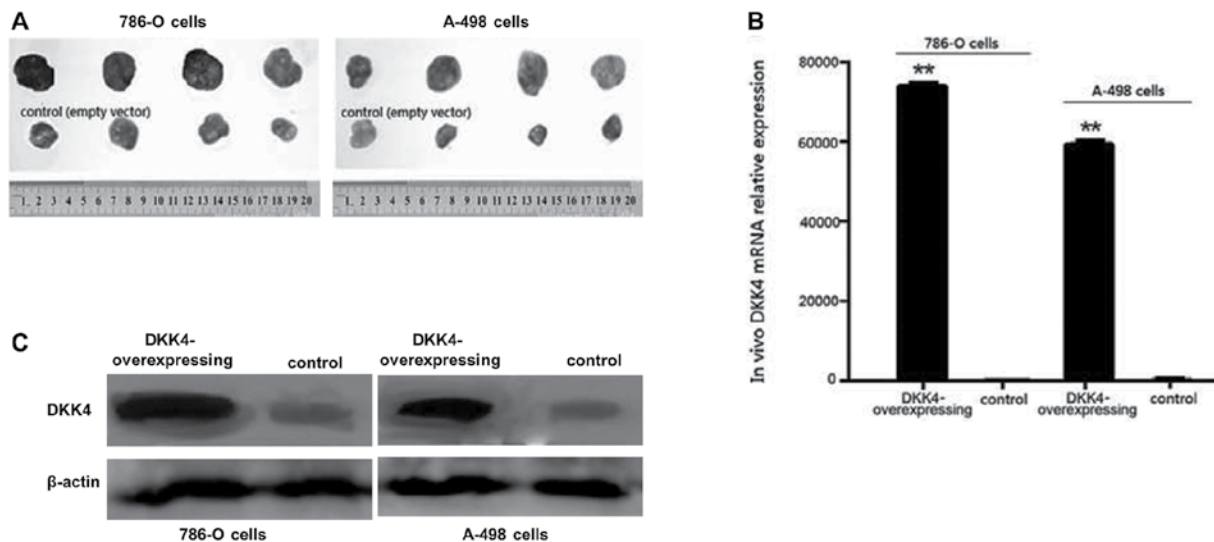 A
786-O cells
A-498 cells
control (empty vector)
control (empty vector)
1 2 3 4 5 6 7 8 9 10 11 12 13 14 15 16 17 18 19 20
1 2 3 4 5 6 7 8 9 10 11 12 13 14 15 16 17 18 19 20
B
786-O cells
A-498 cells
**
**
In vivo DKK4 mRNA relative expression
80000
60000
40000
20000
0
DKK4-
overexpressing
control
DKK4-
overexpressing
control
C
DKK4-
overexpressing
control
DKK4-
overexpressing
control
DKK4
β-actin
786-O cells
A-498 cells